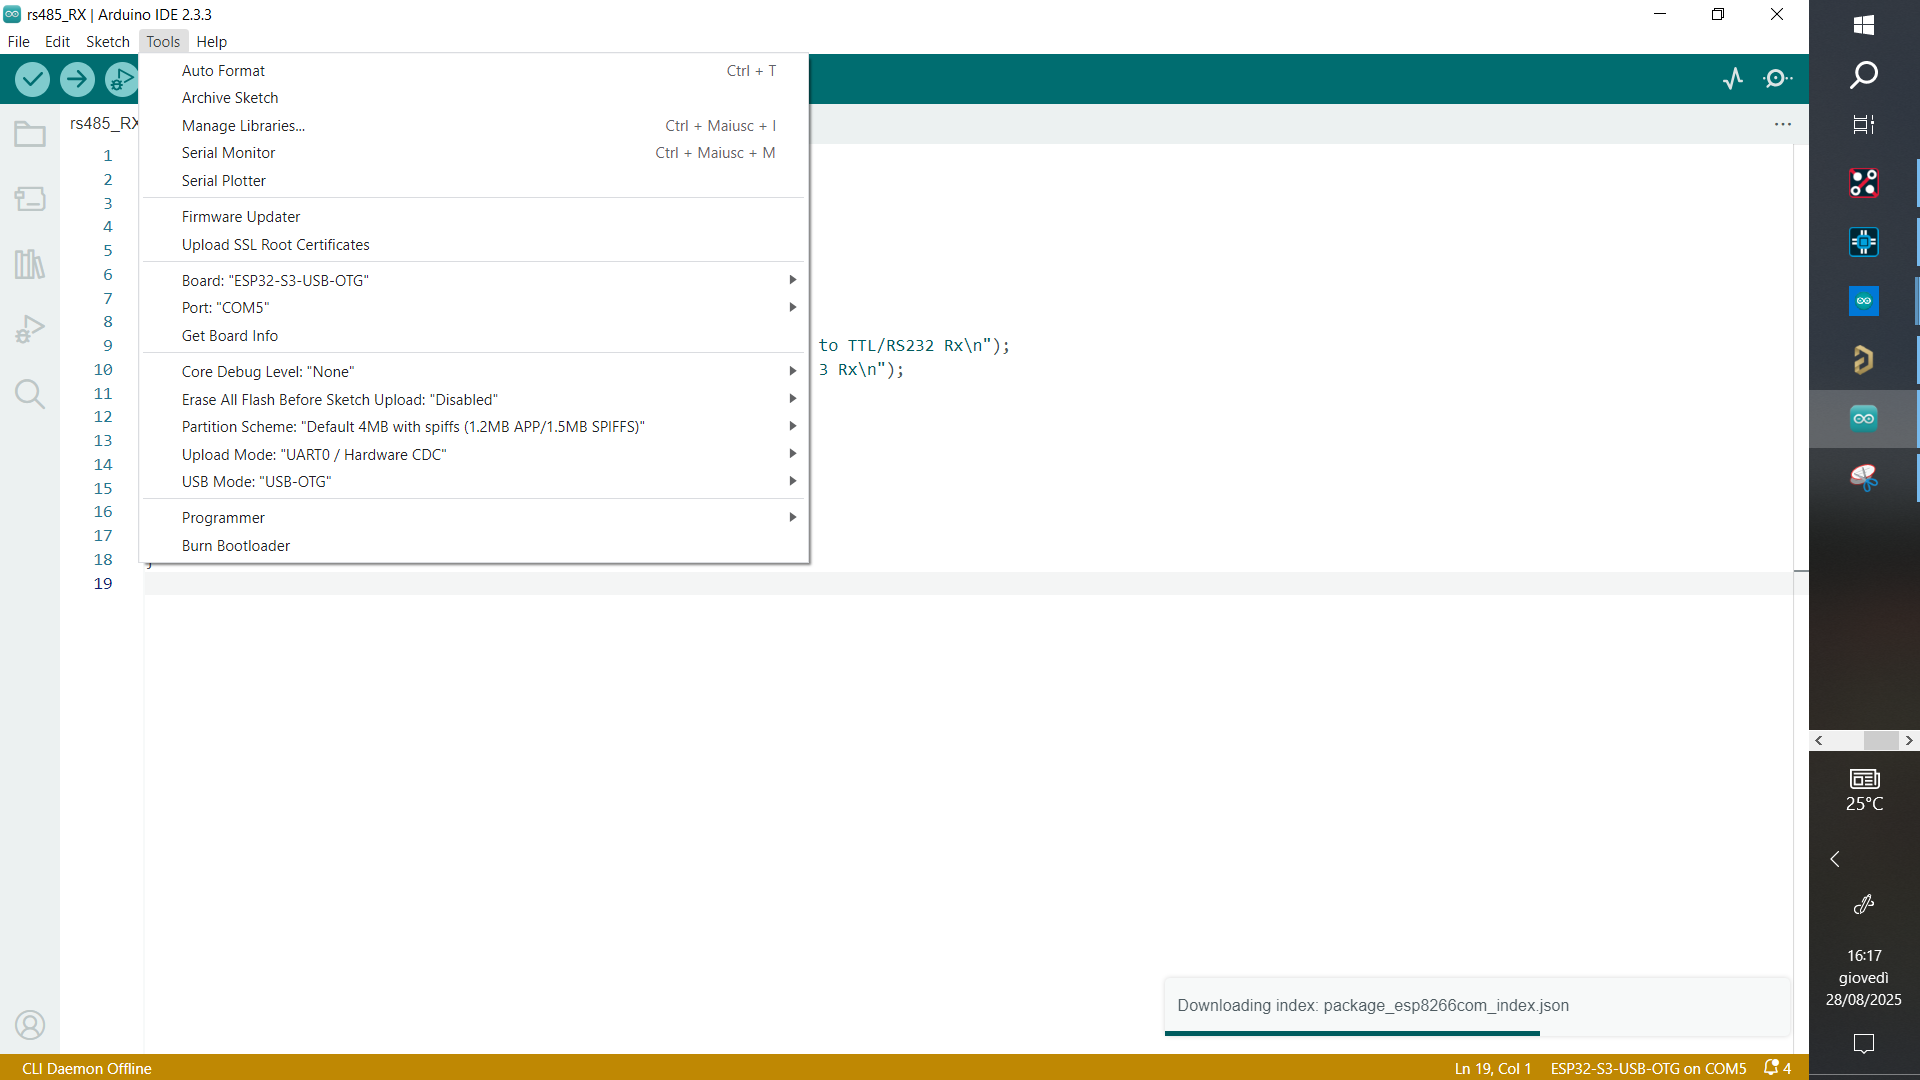 rs485_RX | Arduino IDE 2.3.3
File Edit Sketch Tools Help
Auto Format Ctrl + T
Archive Sketch
Manage Libraries... Ctrl + Maiusc + I
Serial Monitor Ctrl + Maiusc + M
Serial Plotter
Firmware Updater
Upload SSL Root Certificates
Board: "ESP32-S3-USB-OTG"
Port: "COM5"
Get Board Info
Core Debug Level: "None"
Erase All Flash Before Sketch Upload: "Disabled"
Partition Scheme: "Default 4MB with spiffs (1.2MB APP/1.5MB SPIFFS)"
Upload Mode: "UART0 / Hardware CDC"
USB Mode: "USB-OTG"
Programmer
Burn Bootloader
rs485_RX
1
2
3
4
5
6
7
8
9 to TTL/RS232 Rx\n");
10 3 Rx\n");
11
12
13
14
15
16
17
18 }
19
Downloading index: package_esp8266com_index.json
CLI Daemon Offline
Ln 19, Col 1 ESP32-S3-USB-OTG on COM5 4
25°C
16:17
giovedì
28/08/2025